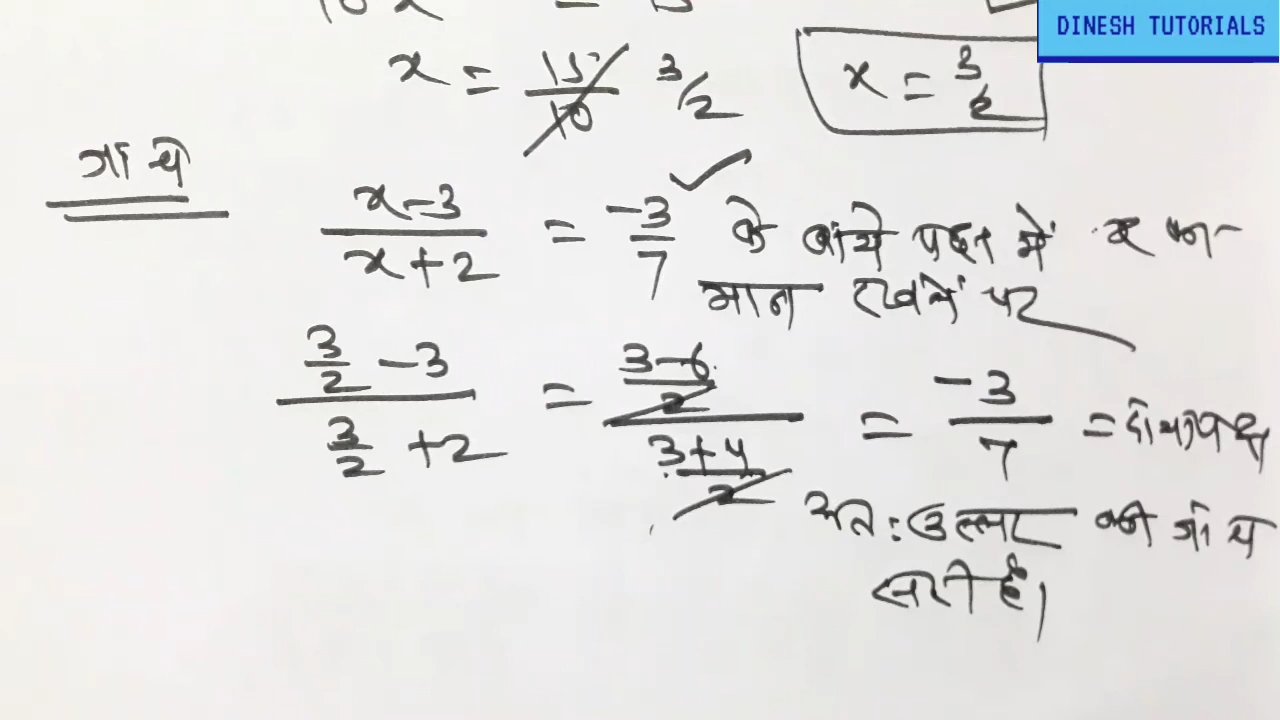 DINESH TUTORIALS
x = 15/10 3/2
x = 3/2
जांच
(x-3)/(x+2) = -3/7 ✓ के बांये पक्ष में x का
मान रखने पर
(3/2 - 3)/(3/2 + 2) = ((3-6)/2)/((3+4)/2) = -3/7 = दांया पक्ष
अत: उत्तर की जांच
सही है।